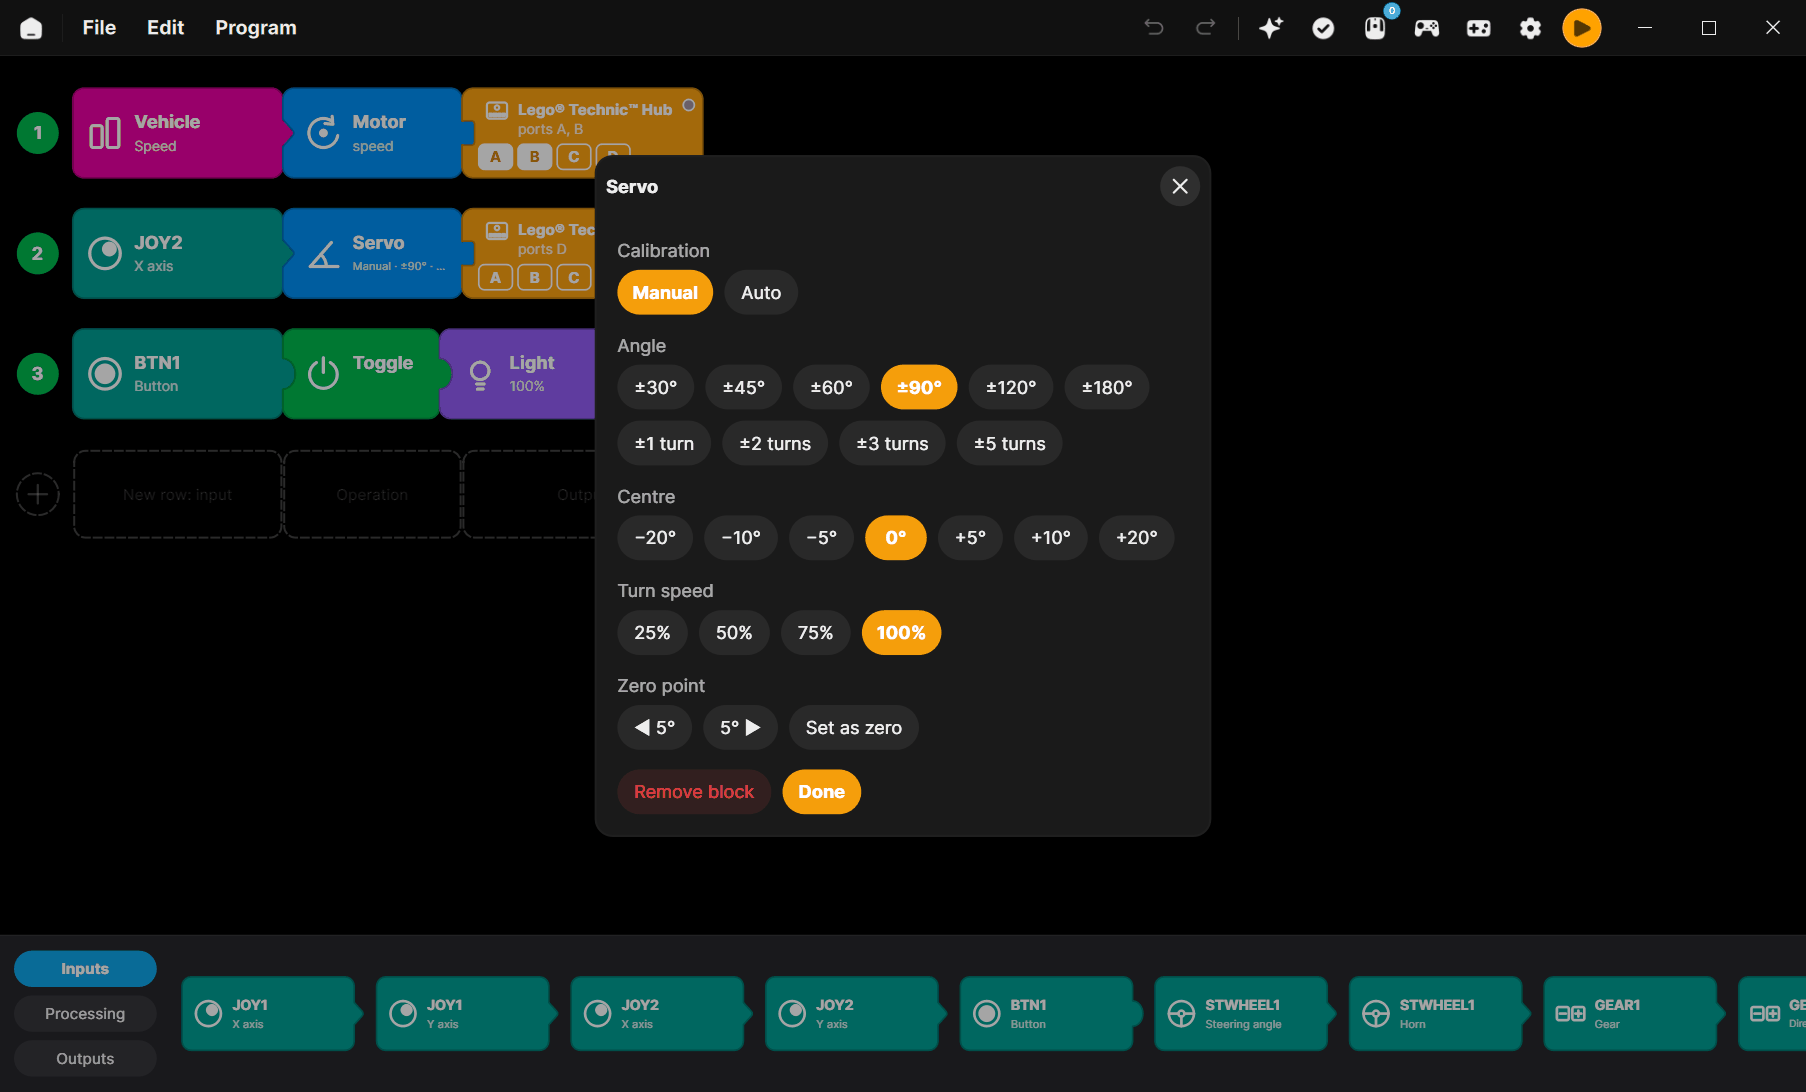 File Edit Program
0
1
Vehicle
Speed
Motor
speed
Lego® Technic™ Hub
ports A, B
A B C D
2
JOY2
X axis
Servo
Manual · ±90° · ...
Lego® Tec
ports D
A B C
3
BTN1
Button
Toggle
Light
100%
New row: input
Operation
Outp
Servo
Calibration
Manual Auto
Angle
±30° ±45° ±60° ±90° ±120° ±180°
±1 turn ±2 turns ±3 turns ±5 turns
Centre
−20° −10° −5° 0° +5° +10° +20°
Turn speed
25% 50% 75% 100%
Zero point
◀ 5° 5° ▶ Set as zero
Remove block Done
Inputs
Processing
Outputs
JOY1
X axis
JOY1
Y axis
JOY2
X axis
JOY2
Y axis
BTN1
Button
STWHEEL1
Steering angle
STWHEEL1
Horn
GEAR1
Gear
GE
Dire